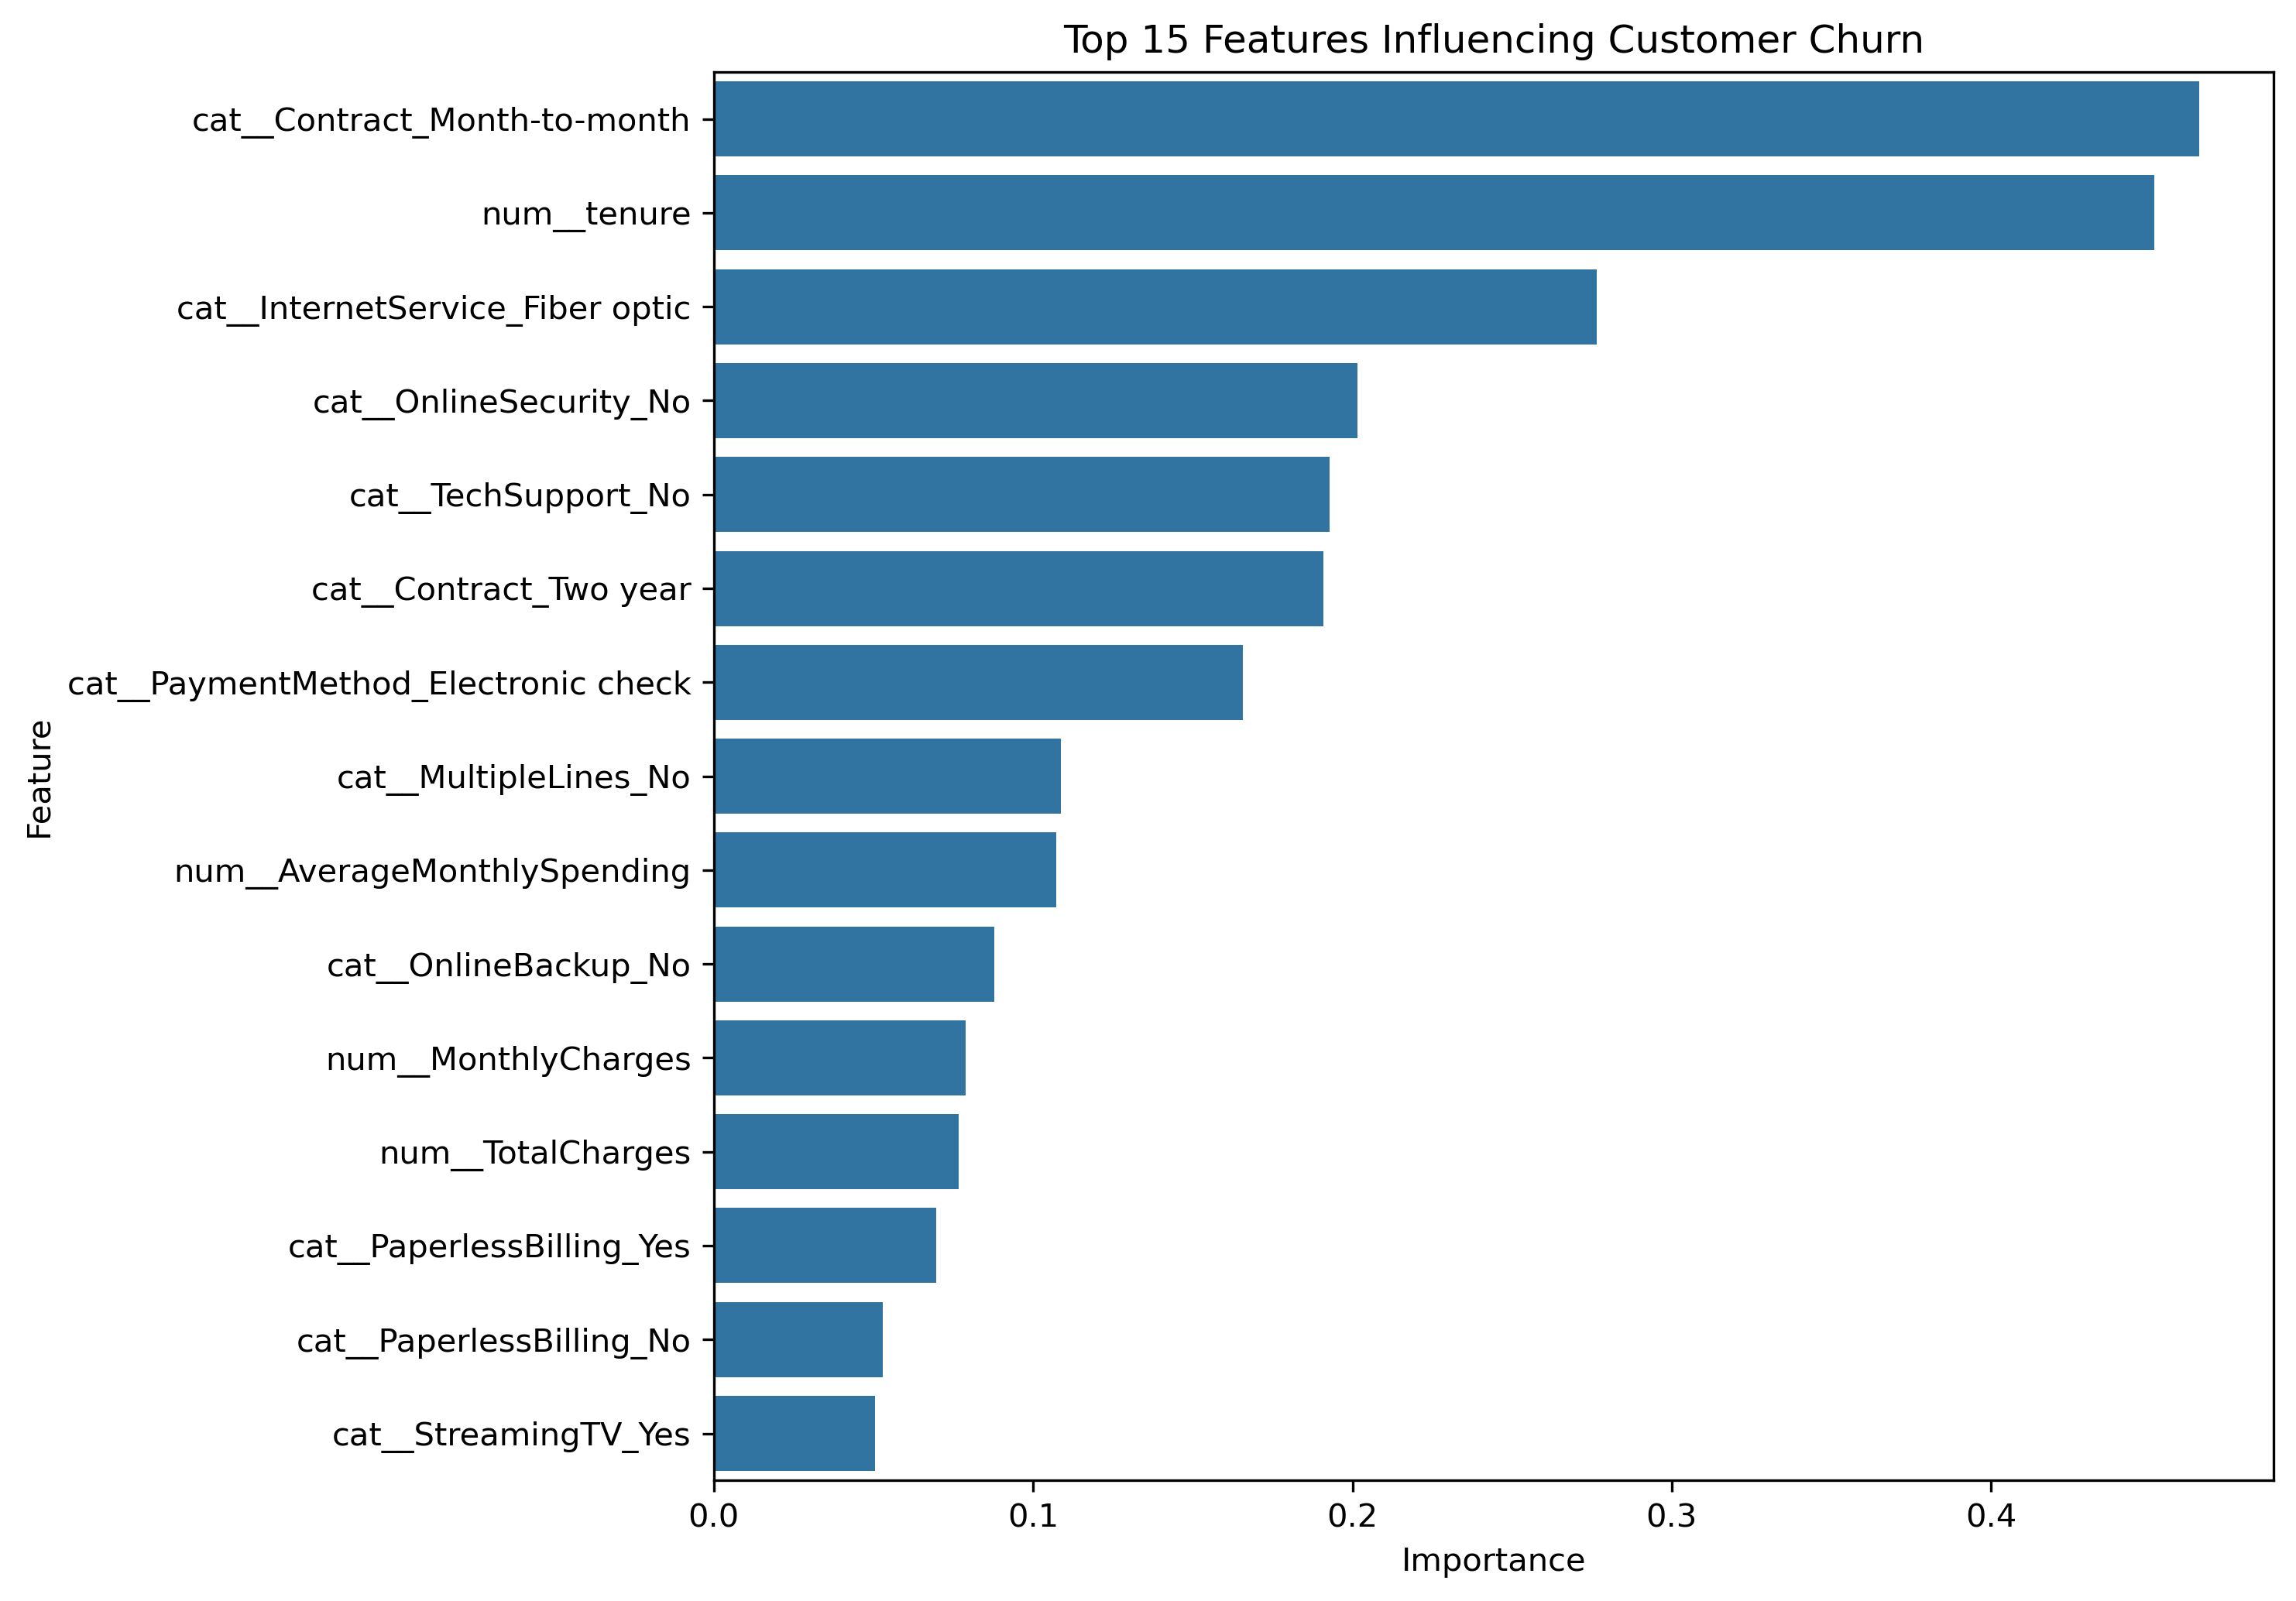 Top 15 Features Influencing Customer Churn
cat__Contract_Month-to-month
num__tenure
cat__InternetService_Fiber optic
cat__OnlineSecurity_No
cat__TechSupport_No
cat__Contract_Two year
cat__PaymentMethod_Electronic check
cat__MultipleLines_No
num__AverageMonthlySpending
cat__OnlineBackup_No
num__MonthlyCharges
num__TotalCharges
cat__PaperlessBilling_Yes
cat__PaperlessBilling_No
cat__StreamingTV_Yes
Feature
0.0 0.1 0.2 0.3 0.4
Importance